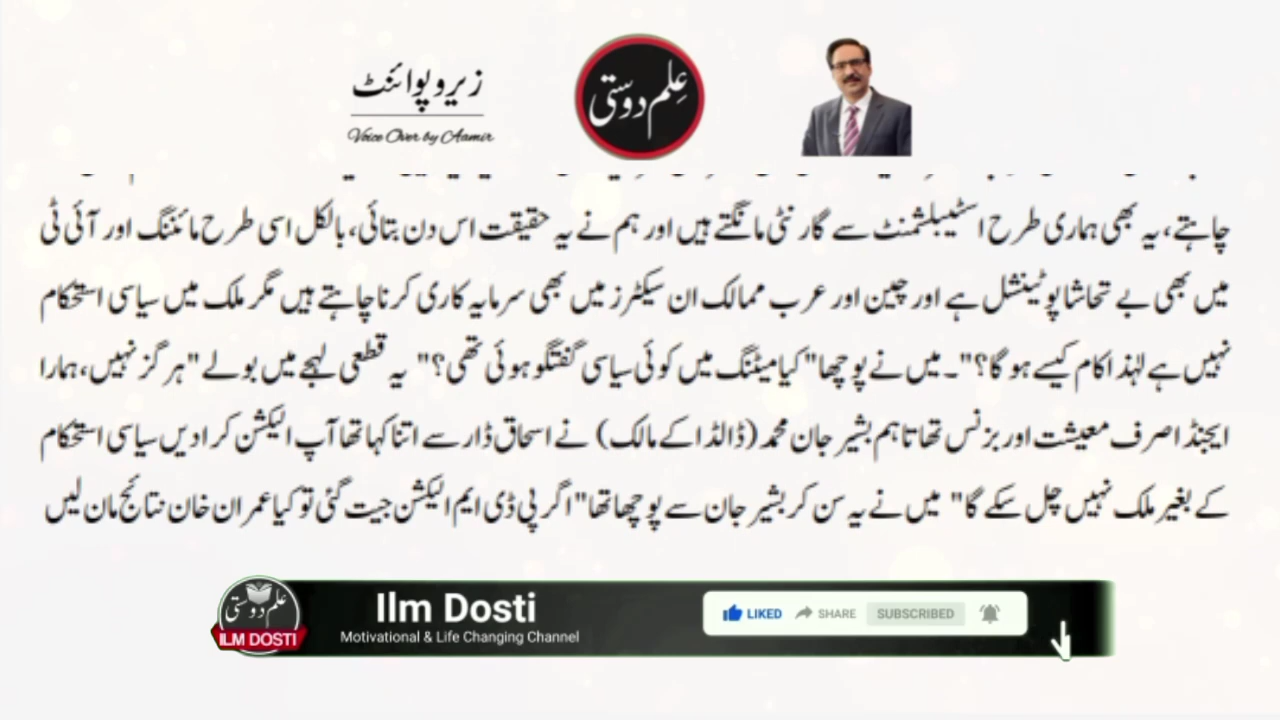 زیرو پوائنٹ
Voice Over by Aamir
علم دوستی
چاہتے، یہ بھی ہماری طرح اسٹیبلشمنٹ سے گارنٹی مانگتے ہیں اور ہم نے یہ حقیقت اس دن بتائی، بالکل اسی طرح مائننگ اور آئی ٹی
میں بھی بے تحاشا پوٹینشل ہے اور چین اور عرب ممالک ان سیکٹرز میں بھی سرمایہ کاری کرنا چاہتے ہیں مگر ملک میں سیاسی استحکام
نہیں ہے لہٰذا کام کیسے ہو گا؟"۔ میں نے پوچھا" کیا میٹنگ میں کوئی سیاسی گفتگو ہوئی تھی؟" یہ قطعی لہجے میں بولے "ہر گز نہیں، ہمارا
ایجنڈا صرف معیشت اور بزنس تھا تاہم بشیر جان محمد (ڈالڈا کے مالک) نے اسحاق ڈار سے اتنا کہا تھا آپ الیکشن کرا دیں سیاسی استحکام
کے بغیر ملک نہیں چل سکے گا" میں نے یہ سن کر بشیر جان سے پوچھا تھا "اگر پی ڈی ایم الیکشن جیت گئی تو کیا عمران خان نتائج مان لیں
علم دوستی
ILM DOSTI
Ilm Dosti
Motivational & Life Changing Channel
LIKED SHARE SUBSCRIBED